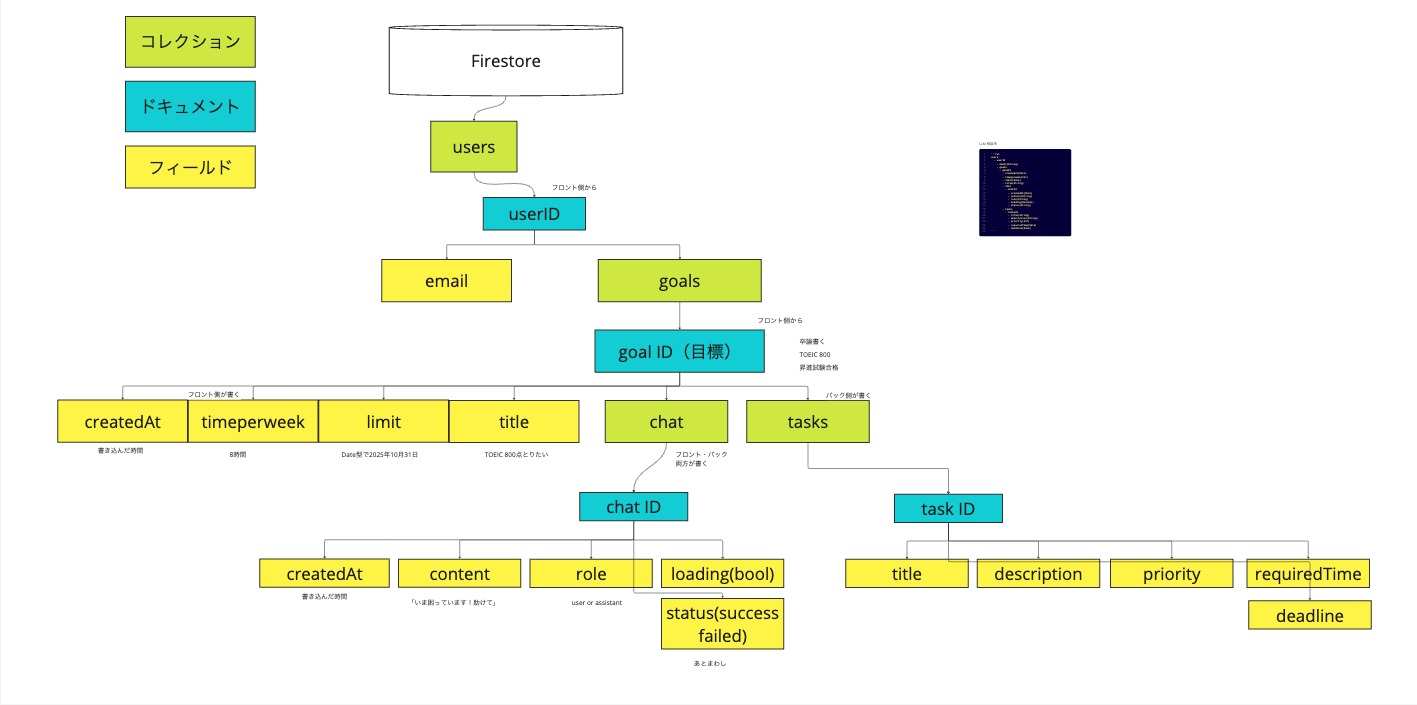 コレクション
ドキュメント
フィールド
Firestore
users
フロント側から
userID
email
goals
フロント側から
goal ID（目標）
卒論書く
TOEIC 800
昇進試験合格
フロント側が書く
バック側が書く
createdAt
timeperweek
limit
title
chat
tasks
書き込んだ時間
8時間
Date型で2025年10月31日
TOEIC 800点とりたい
フロント・バック
両方が書く
chat ID
task ID
createdAt
content
role
loading(bool)
title
description
priority
requiredTime
書き込んだ時間
「いま困っています！助けて」
user or assistant
status(success
failed)
deadline
あとまわし